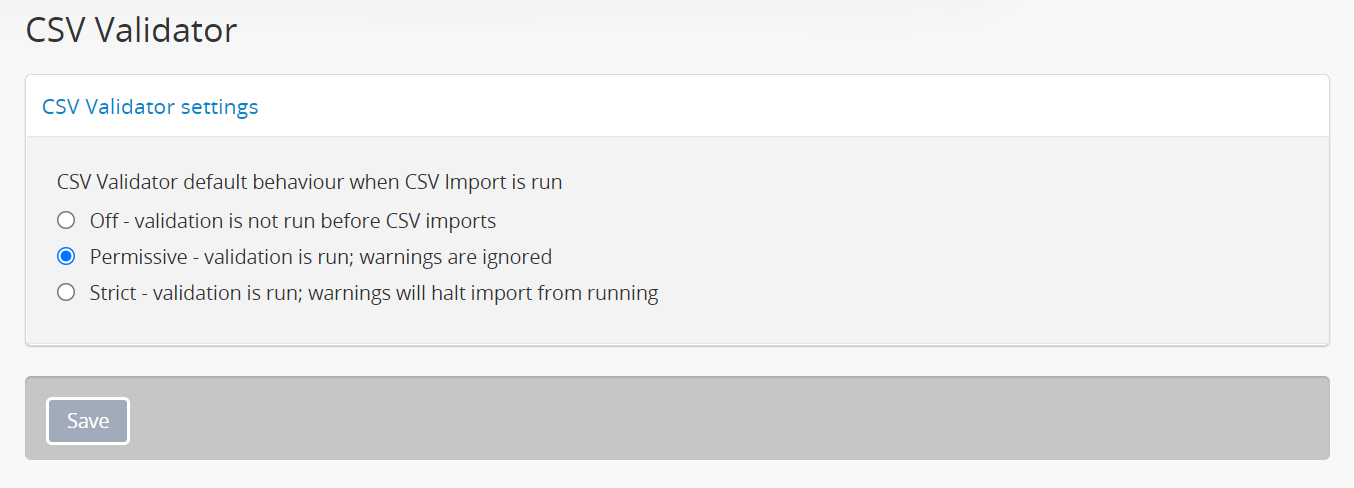 CSV Validator
CSV Validator settings
CSV Validator default behaviour when CSV Import is run
Off - validation is not run before CSV imports
Permissive - validation is run; warnings are ignored
Strict - validation is run; warnings will halt import from running
Save